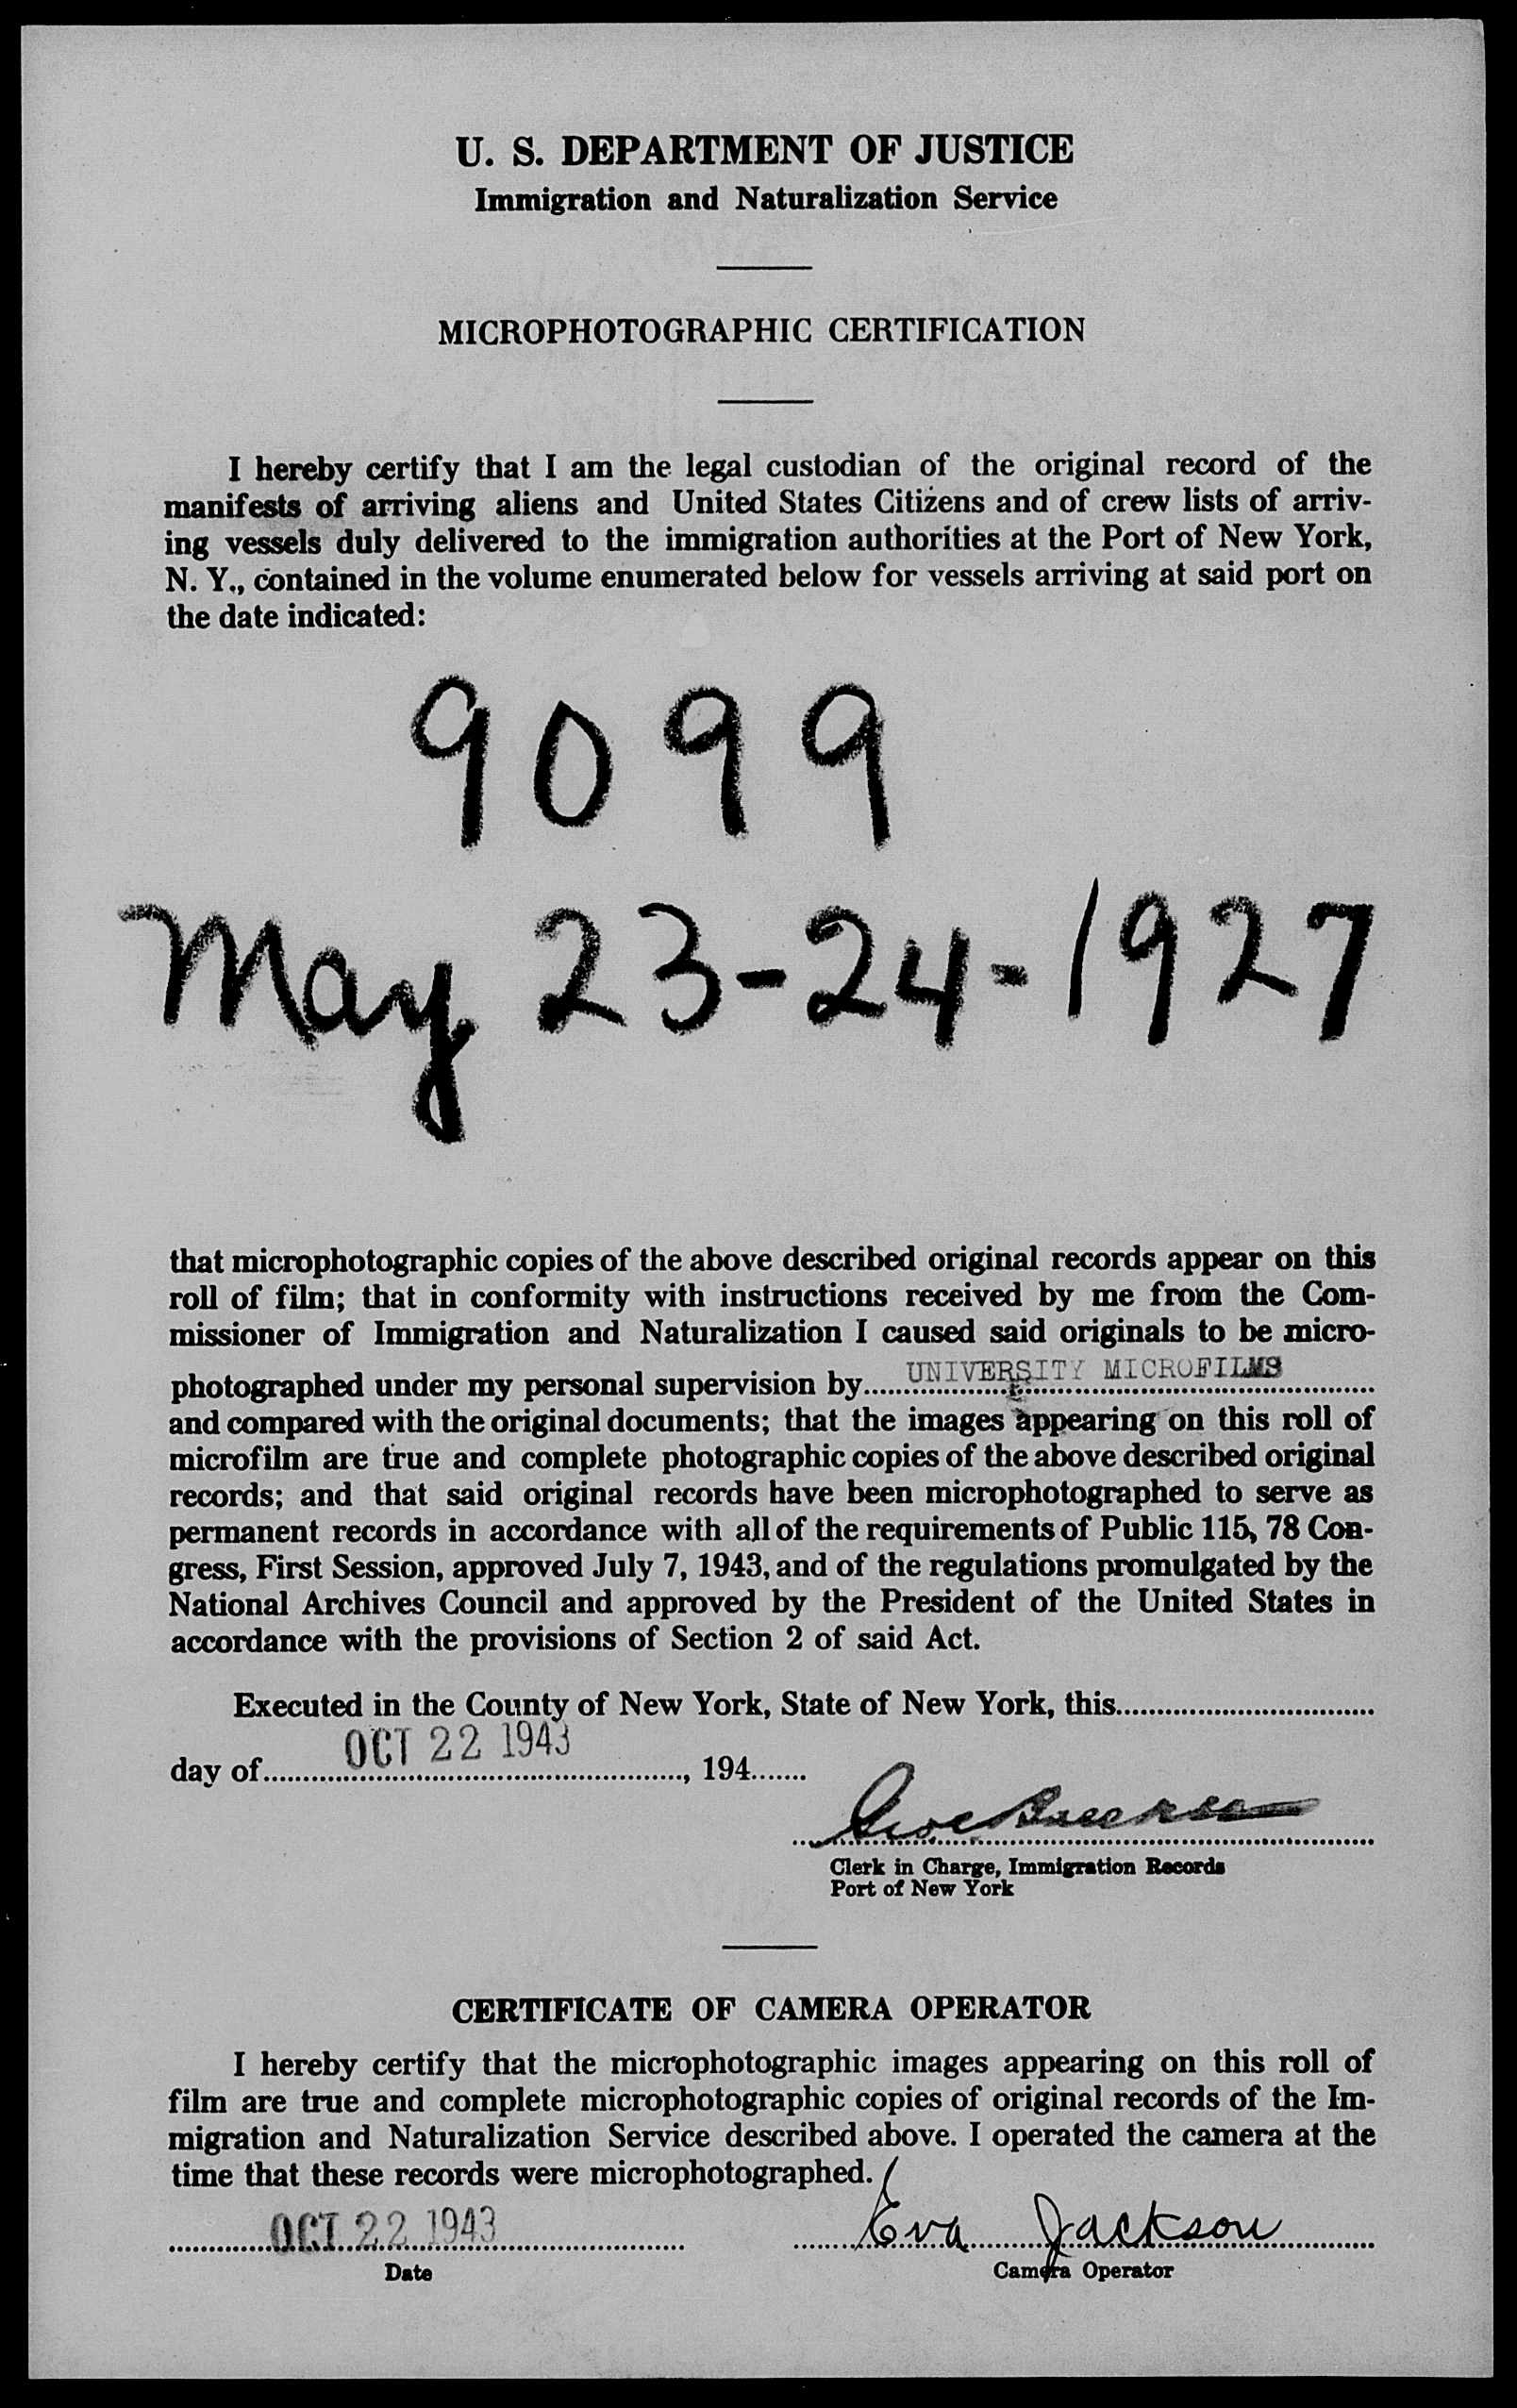 U. S. DEPARTMENT OF JUSTICE
Immigration and Naturalization Service
MICROPHOTOGRAPHIC CERTIFICATION
I hereby certify that I am the legal custodian of the original record of the
manifests of arriving aliens and United States Citizens and of crew lists of arriv-
ing vessels duly delivered to the immigration authorities at the Port of New York,
N. Y., contained in the volume enumerated below for vessels arriving at said port on
the date indicated:
9099
May 23-24-1927
that microphotographic copies of the above described original records appear on this
roll of film; that in conformity with instructions received by me from the Com-
missioner of Immigration and Naturalization I caused said originals to be micro-
photographed under my personal supervision by UNIVERSITY MICROFILMS
and compared with the original documents; that the images appearing on this roll of
microfilm are true and complete photographic copies of the above described original
records; and that said original records have been microphotographed to serve as
permanent records in accordance with all of the requirements of Public 115, 78 Con-
gress, First Session, approved July 7, 1943, and of the regulations promulgated by the
National Archives Council and approved by the President of the United States in
accordance with the provisions of Section 2 of said Act.
Executed in the County of New York, State of New York, this
day of OCT 22 1943, 194
Clerk in Charge, Immigration Records
Port of New York
CERTIFICATE OF CAMERA OPERATOR
I hereby certify that the microphotographic images appearing on this roll of
film are true and complete microphotographic copies of original records of the Im-
migration and Naturalization Service described above. I operated the camera at the
time that these records were microphotographed.
OCT 22 1943 Eva Jackson
Date Camera Operator